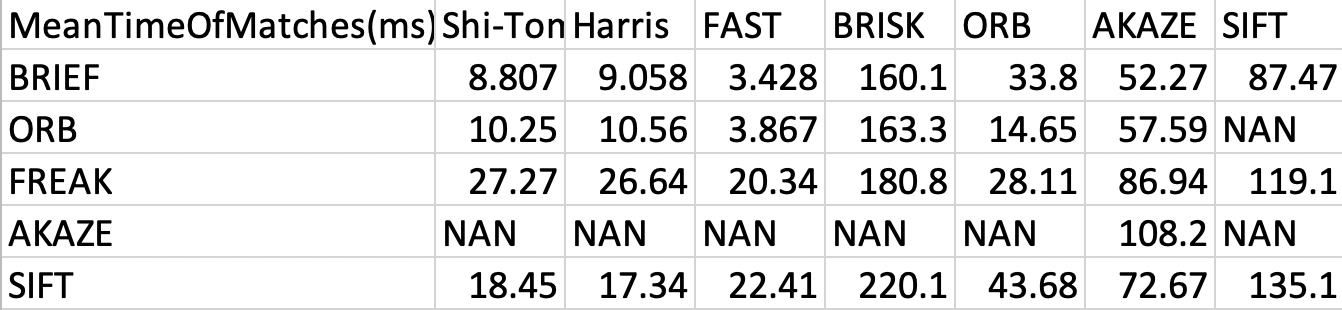 MeanTimeOfMatches(ms) Shi-Ton Harris FAST BRISK ORB AKAZE SIFT
BRIEF 8.807 9.058 3.428 160.1 33.8 52.27 87.47
ORB 10.25 10.56 3.867 163.3 14.65 57.59 NAN
FREAK 27.27 26.64 20.34 180.8 28.11 86.94 119.1
AKAZE NAN NAN NAN NAN NAN 108.2 NAN
SIFT 18.45 17.34 22.41 220.1 43.68 72.67 135.1